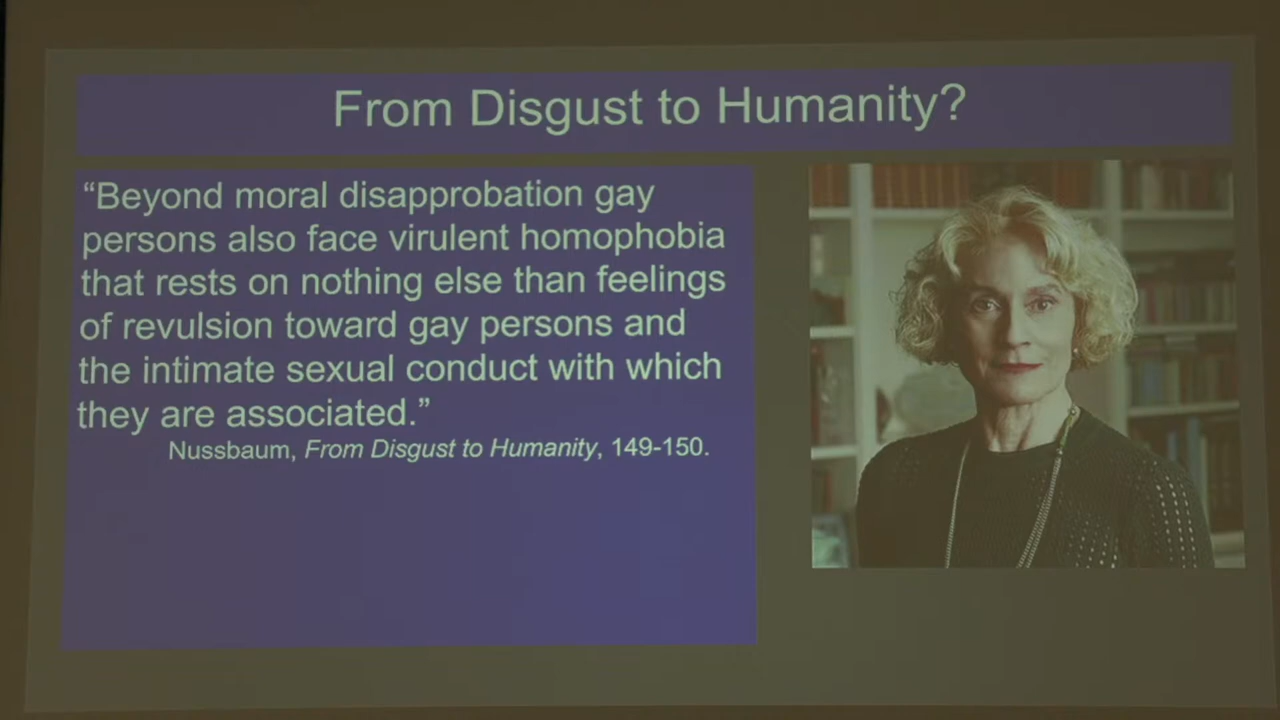 From Disgust to Humanity?
“Beyond moral disapprobation gay
persons also face virulent homophobia
that rests on nothing else than feelings
of revulsion toward gay persons and
the intimate sexual conduct with which
they are associated.”
Nussbaum, From Disgust to Humanity, 149-150.